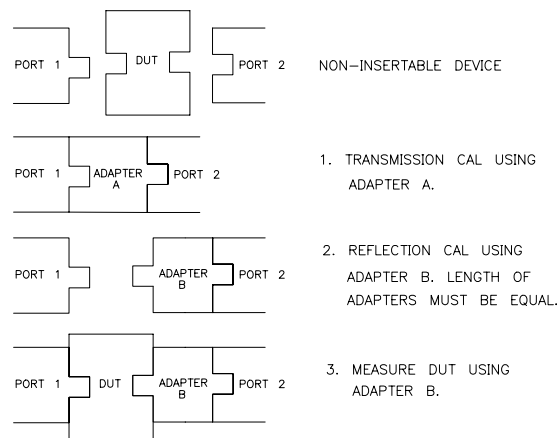 PORT 1
DUT
PORT 2
NON-INSERTABLE DEVICE
PORT 1
ADAPTER
A
PORT 2
1. TRANSMISSION CAL USING
ADAPTER A.
PORT 1
ADAPTER
B
PORT 2
2. REFLECTION CAL USING
ADAPTER B. LENGTH OF
ADAPTERS MUST BE EQUAL.
PORT 1
DUT
ADAPTER
B
PORT 2
3. MEASURE DUT USING
ADAPTER B.